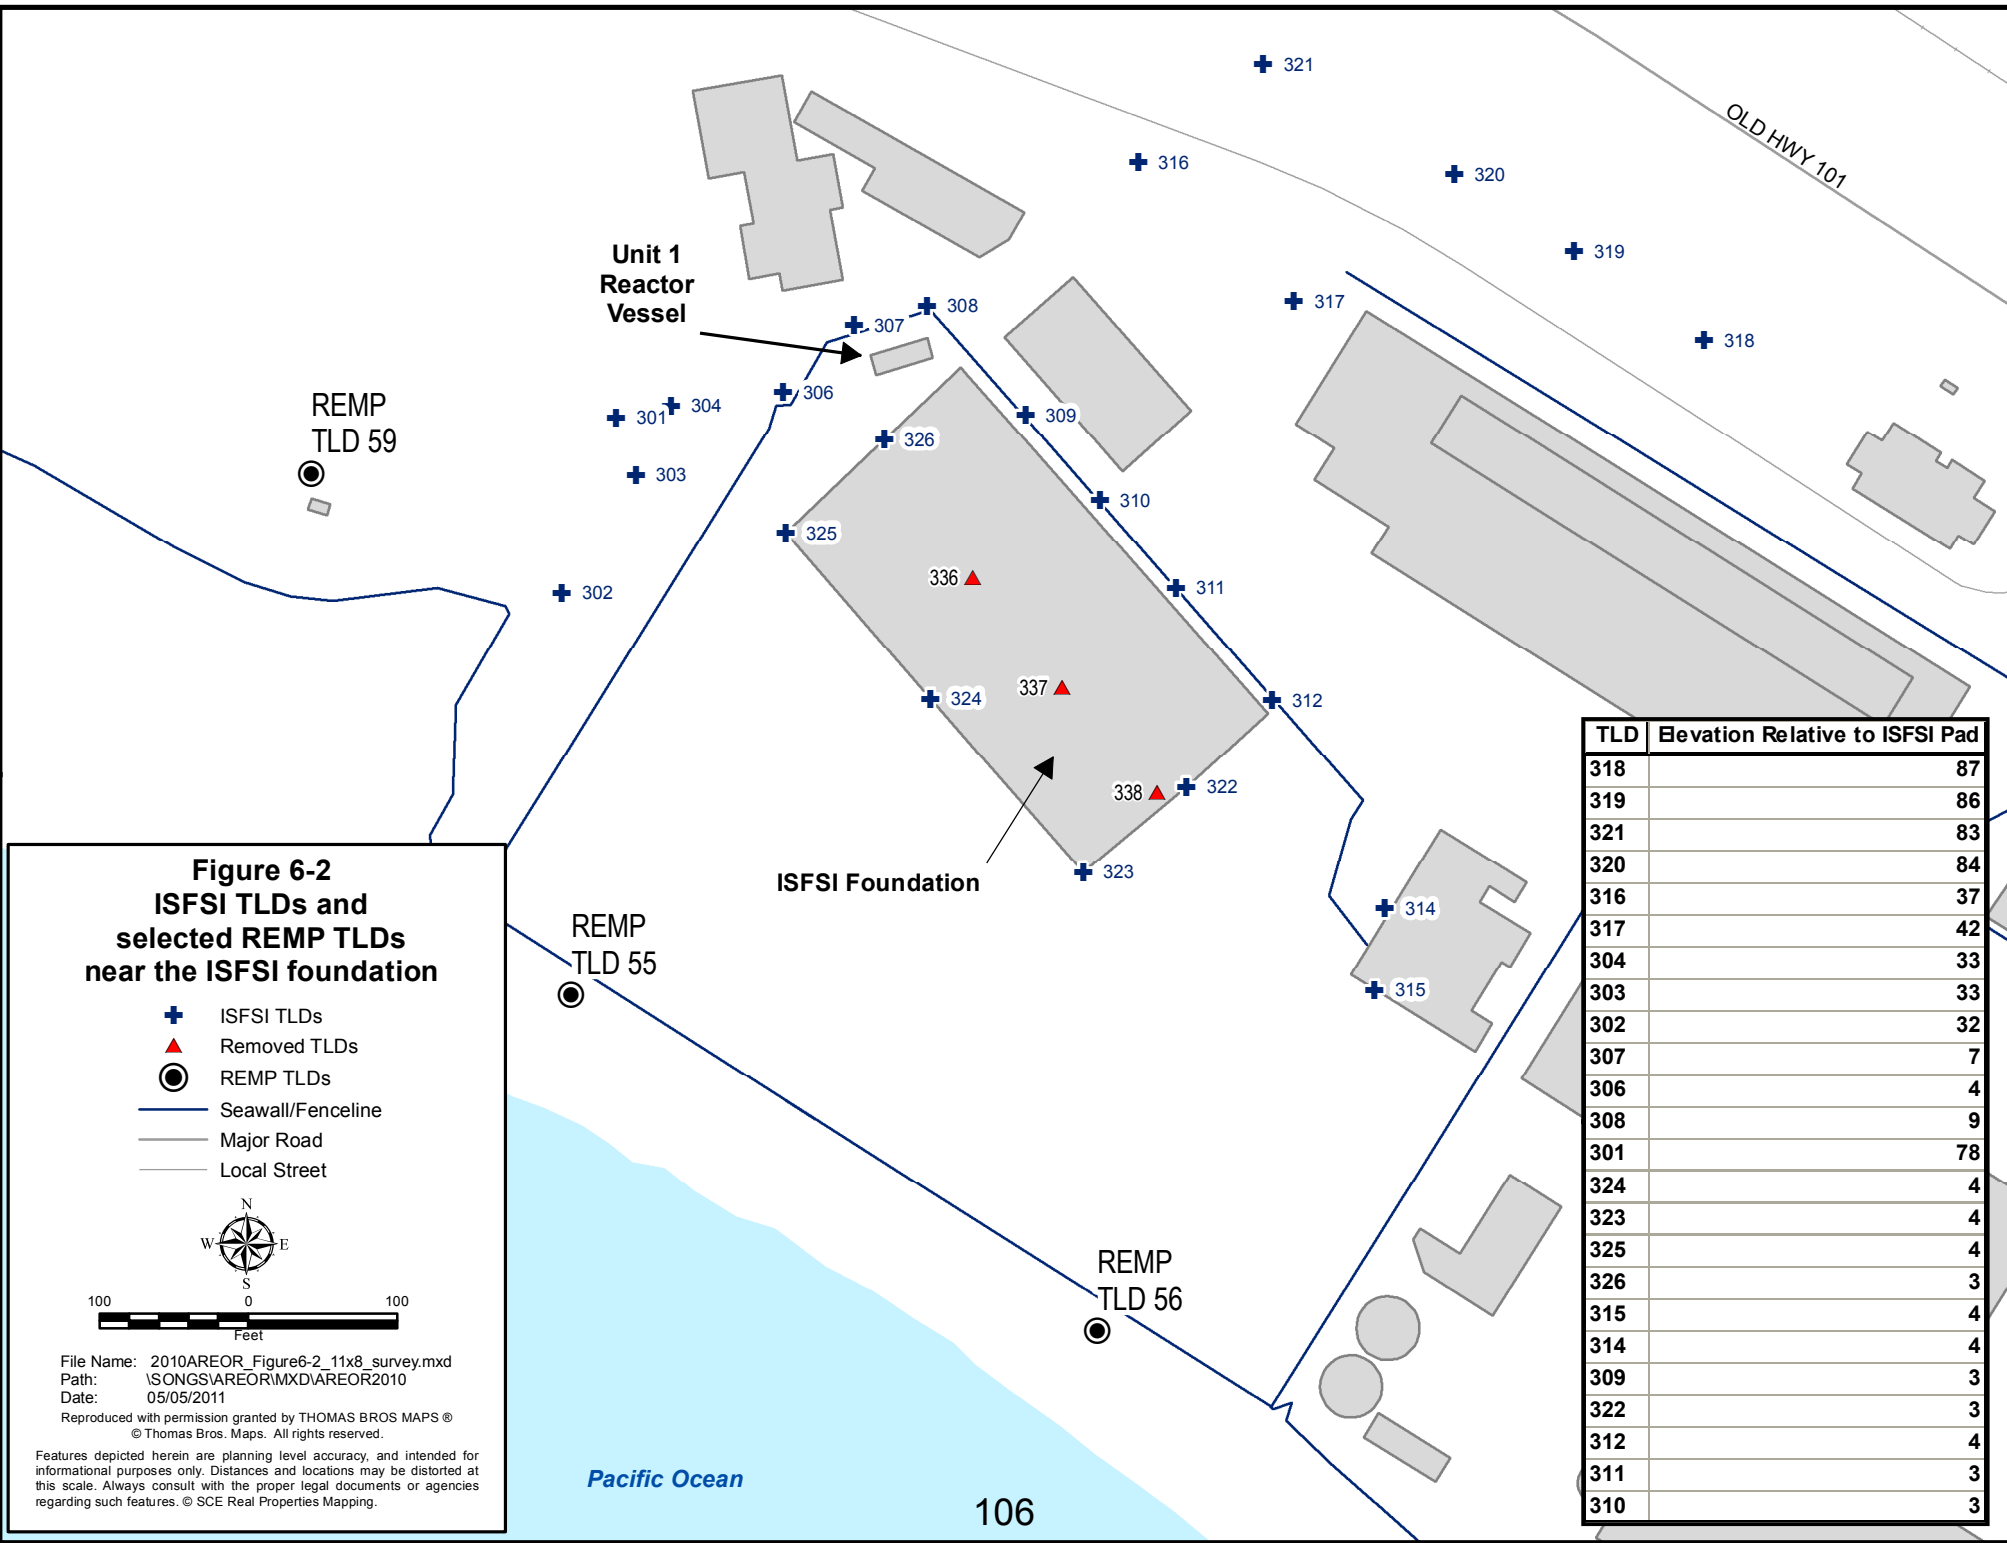 321
316
320
OLD HWY 101
319
317
318
Unit 1
Reactor
Vessel
308
307
306
REMP
TLD 59
301
304
303
309
326
310
325
302
336
311
324
337
312
338
322
323
ISFSI Foundation
314
315
REMP
TLD 55
REMP
TLD 56
Pacific Ocean
106
Figure 6-2
ISFSI TLDs and
selected REMP TLDs
near the ISFSI foundation
ISFSI TLDs
Removed TLDs
REMP TLDs
Seawall/Fenceline
Major Road
Local Street
N
W E
S
100 0 100
Feet
File Name: 2010AREOR_Figure6-2_11x8_survey.mxd
Path: \SONGS\AREOR\MXD\AREOR2010
Date: 05/05/2011
Reproduced with permission granted by THOMAS BROS MAPS ®
© Thomas Bros. Maps. All rights reserved.
Features depicted herein are planning level accuracy, and intended for
informational purposes only. Distances and locations may be distorted at
this scale. Always consult with the proper legal documents or agencies
regarding such features. © SCE Real Properties Mapping.
TLD Elevation Relative to ISFSI Pad
318 87
319 86
321 83
320 84
316 37
317 42
304 33
303 33
302 32
307 7
306 4
308 9
301 78
324 4
323 4
325 4
326 3
315 4
314 4
309 3
322 3
312 4
311 3
310 3